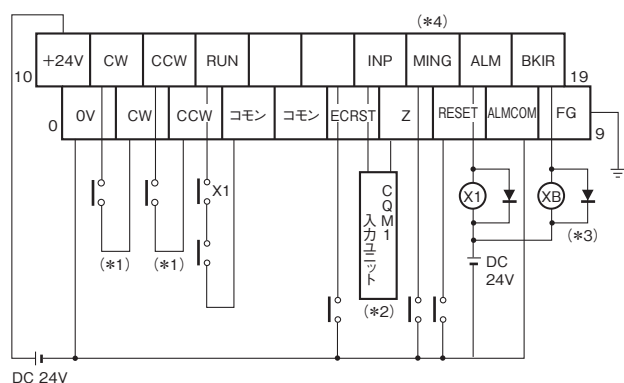 (*4)
+24V CW CCW RUN INP MING ALM BKIR
10 19
0V CW CCW コモン コモン ECRST Z RESET ALMCOM FG
0 9
X1
CQM1
入力ユニット
X1 XB
(*1) (*1) (*2) (*3)
DC
24V
DC 24V